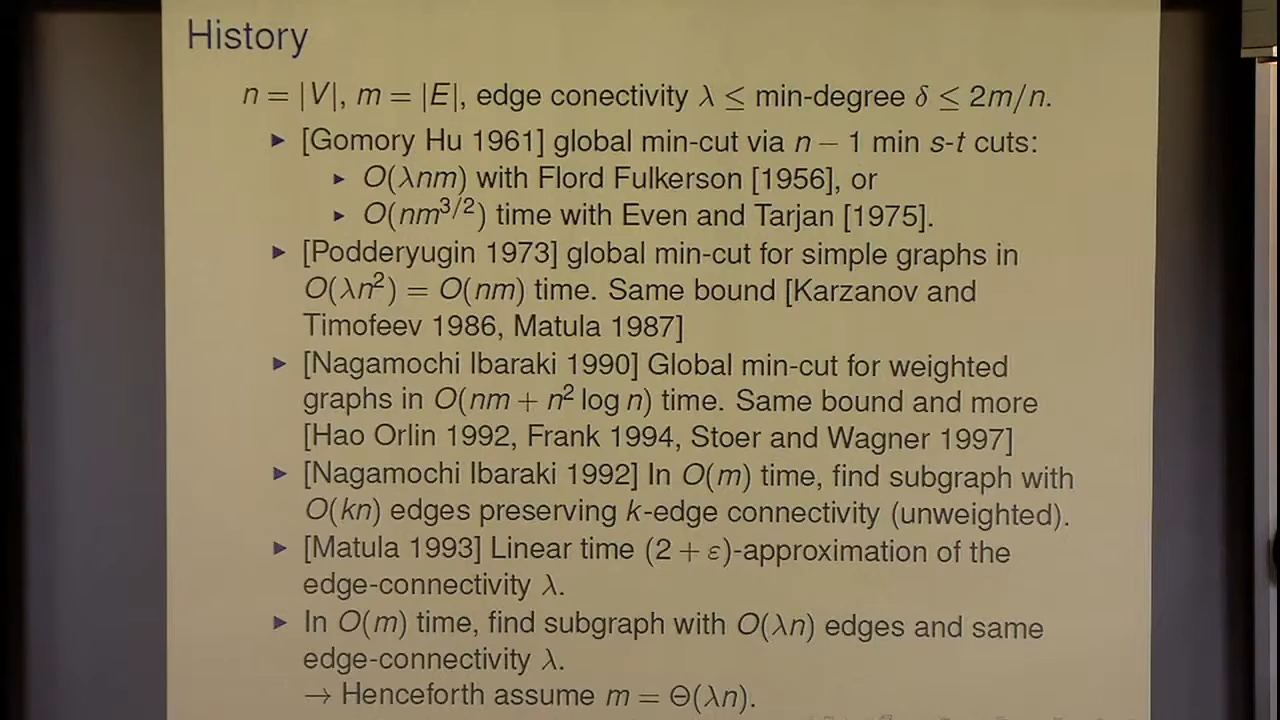 History
n = |V|, m = |E|, edge conectivity λ ≤ min-degree δ ≤ 2m/n.
▸ [Gomory Hu 1961] global min-cut via n − 1 min s-t cuts:
▸ O(λnm) with Flord Fulkerson [1956], or
▸ O(nm^{3/2}) time with Even and Tarjan [1975].
▸ [Podderyugin 1973] global min-cut for simple graphs in
O(λn²) = O(nm) time. Same bound [Karzanov and
Timofeev 1986, Matula 1987]
▸ [Nagamochi Ibaraki 1990] Global min-cut for weighted
graphs in O(nm + n² log n) time. Same bound and more
[Hao Orlin 1992, Frank 1994, Stoer and Wagner 1997]
▸ [Nagamochi Ibaraki 1992] In O(m) time, find subgraph with
O(kn) edges preserving k-edge connectivity (unweighted).
▸ [Matula 1993] Linear time (2 + ε)-approximation of the
edge-connectivity λ.
▸ In O(m) time, find subgraph with O(λn) edges and same
edge-connectivity λ.
→ Henceforth assume m = Θ(λn).